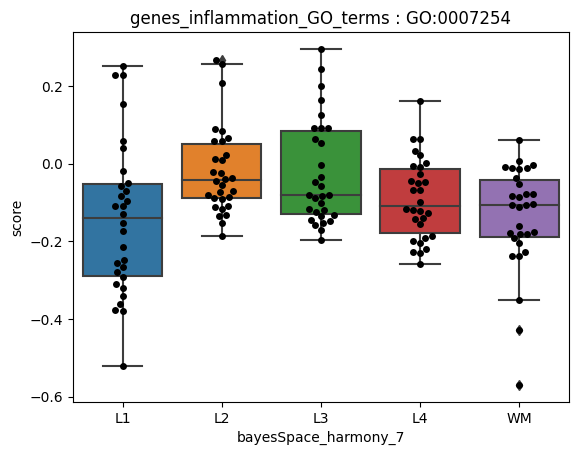 genes_inflammation_GO_terms : GO:0007254
0.2
0.0
−0.2
−0.4
−0.6
score
L1 L2 L3 L4 WM
bayesSpace_harmony_7